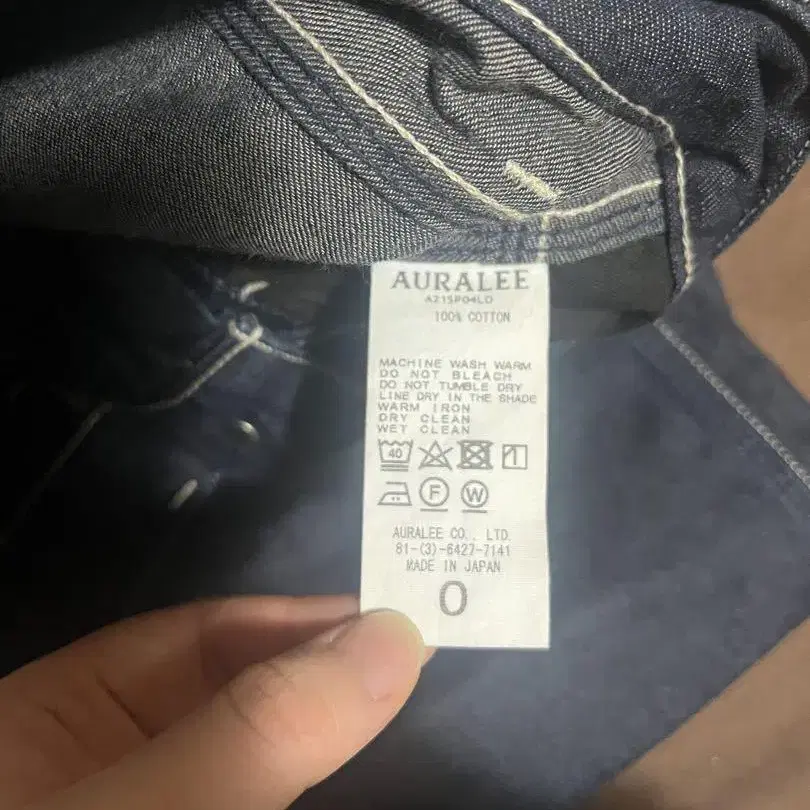 AURALEE
A21SP04LD
100% COTTON
MACHINE WASH WARM
DO NOT BLEACH
DO NOT TUMBLE DRY
LINE DRY IN THE SHADE
WARM IRON
DRY CLEAN
WET CLEAN
40
F W
AURALEE CO., LTD.
81-(3)-6427-7141
MADE IN JAPAN
0